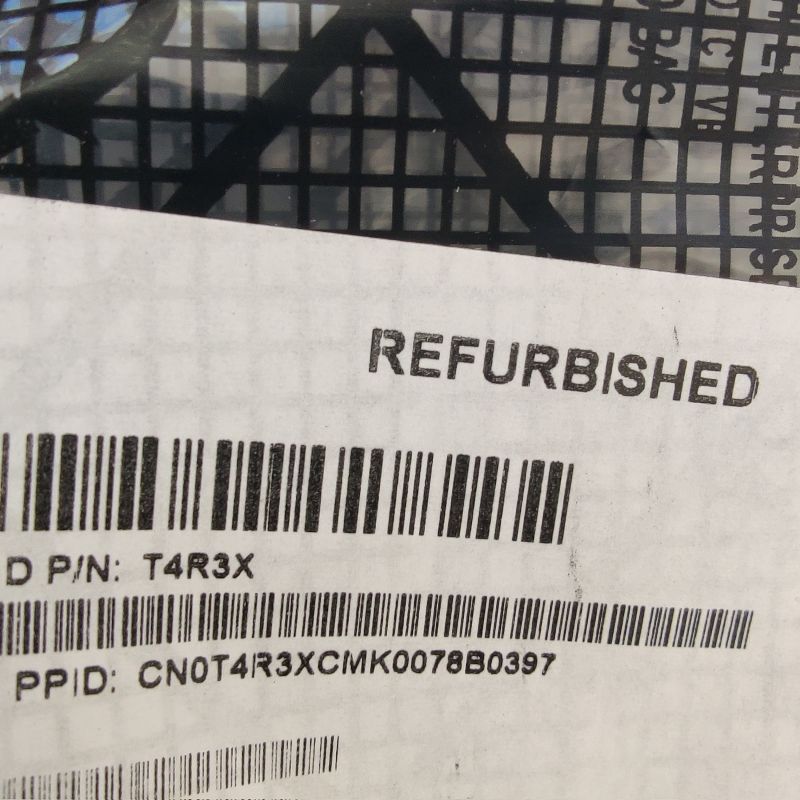 REFURBISHED
D P/N: T4R3X
PPID: CN0T4R3XCMK0078B0397